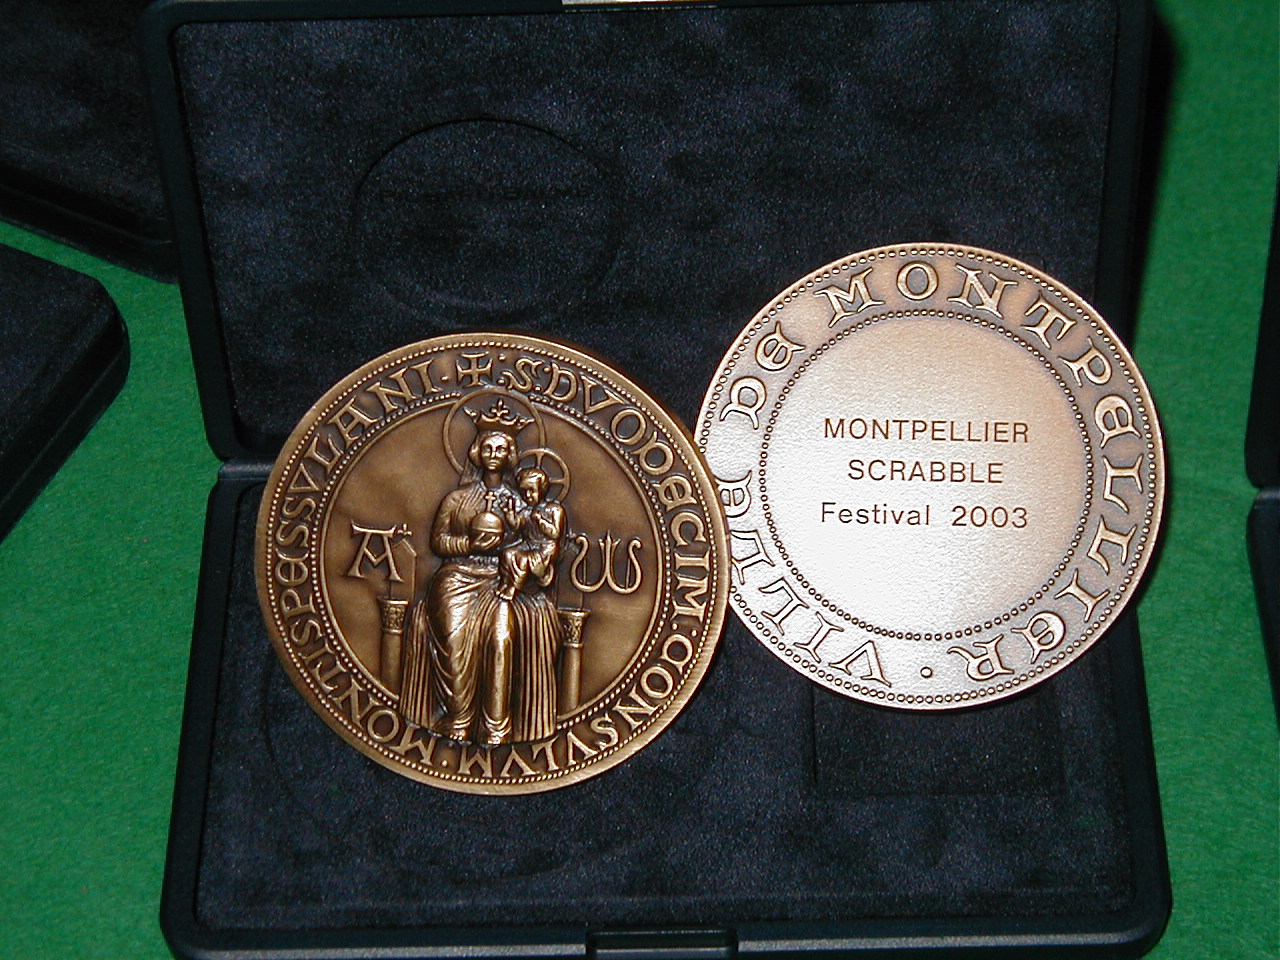 ✠ : S : DVODECIM : CONSVLVM · MONTISPESSVLANI ·
A ω
VILLE DE MONTPELLIER ·
MONTPELLIER
SCRABBLE
Festival 2003